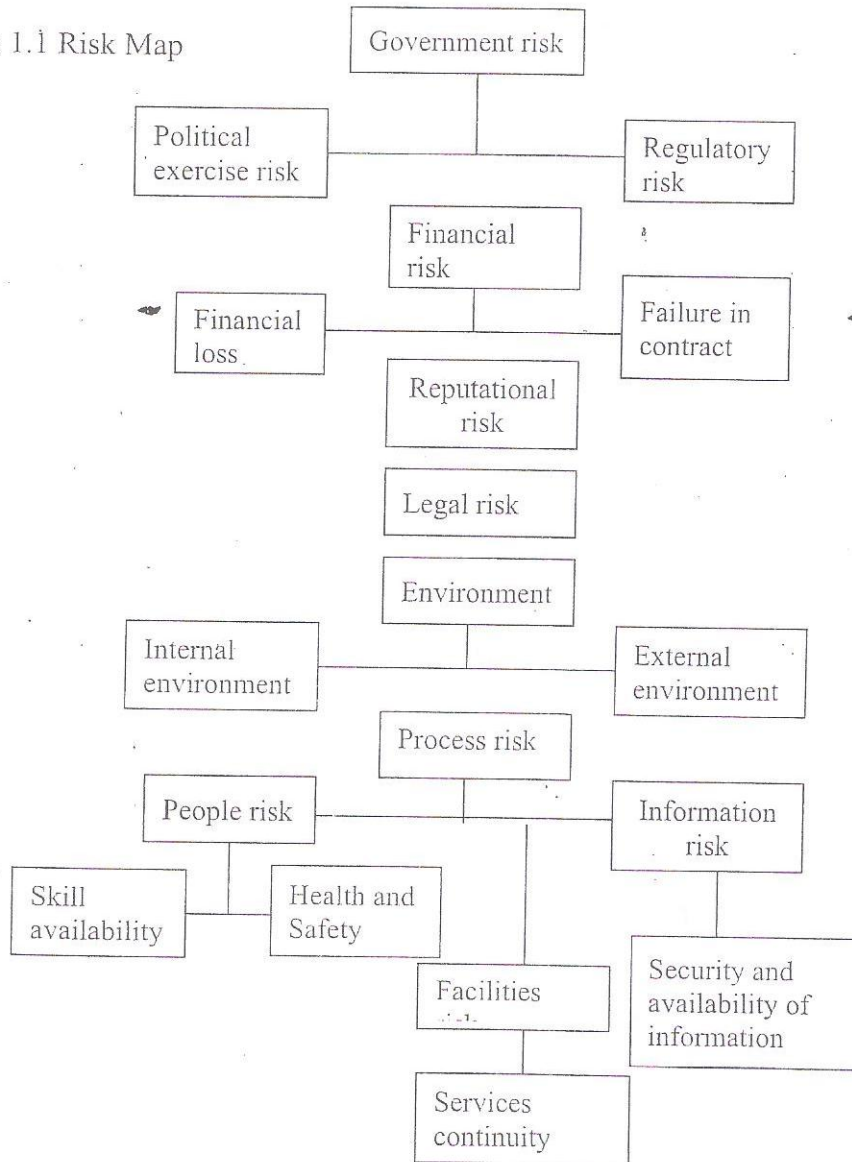 1.1 Risk Map
Government risk
Political
exercise risk
Regulatory
risk
Financial
risk
Financial
loss
Failure in
contract
Reputational
risk
Legal risk
Environment
Internal
environment
External
environment
Process risk
People risk
Information
risk
Skill
availability
Health and
Safety
Facilities
Security and
availability of
information
Services
continuity